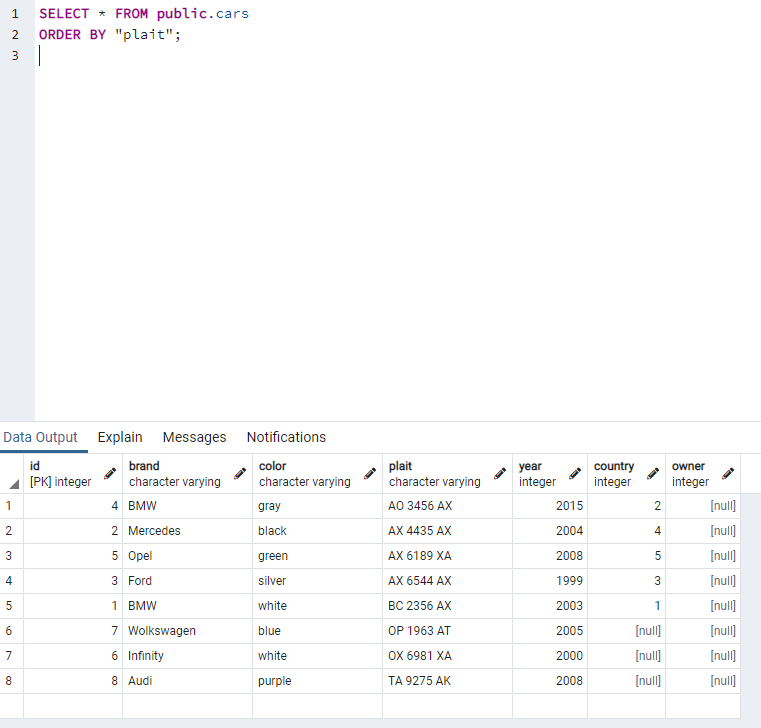 1 SELECT * FROM public.cars
2 ORDER BY "plait";
3
Data Output Explain Messages Notifications
id brand color plait year country owner
[PK] integer character varying character varying character varying integer integer integer
1 4 BMW gray AO 3456 AX 2015 2 [null]
2 2 Mercedes black AX 4435 AX 2004 4 [null]
3 5 Opel green AX 6189 XA 2008 5 [null]
4 3 Ford silver AX 6544 AX 1999 3 [null]
5 1 BMW white BC 2356 AX 2003 1 [null]
6 7 Wolkswagen blue OP 1963 AT 2005 [null] [null]
7 6 Infinity white OX 6981 XA 2000 [null] [null]
8 8 Audi purple TA 9275 AK 2008 [null] [null]